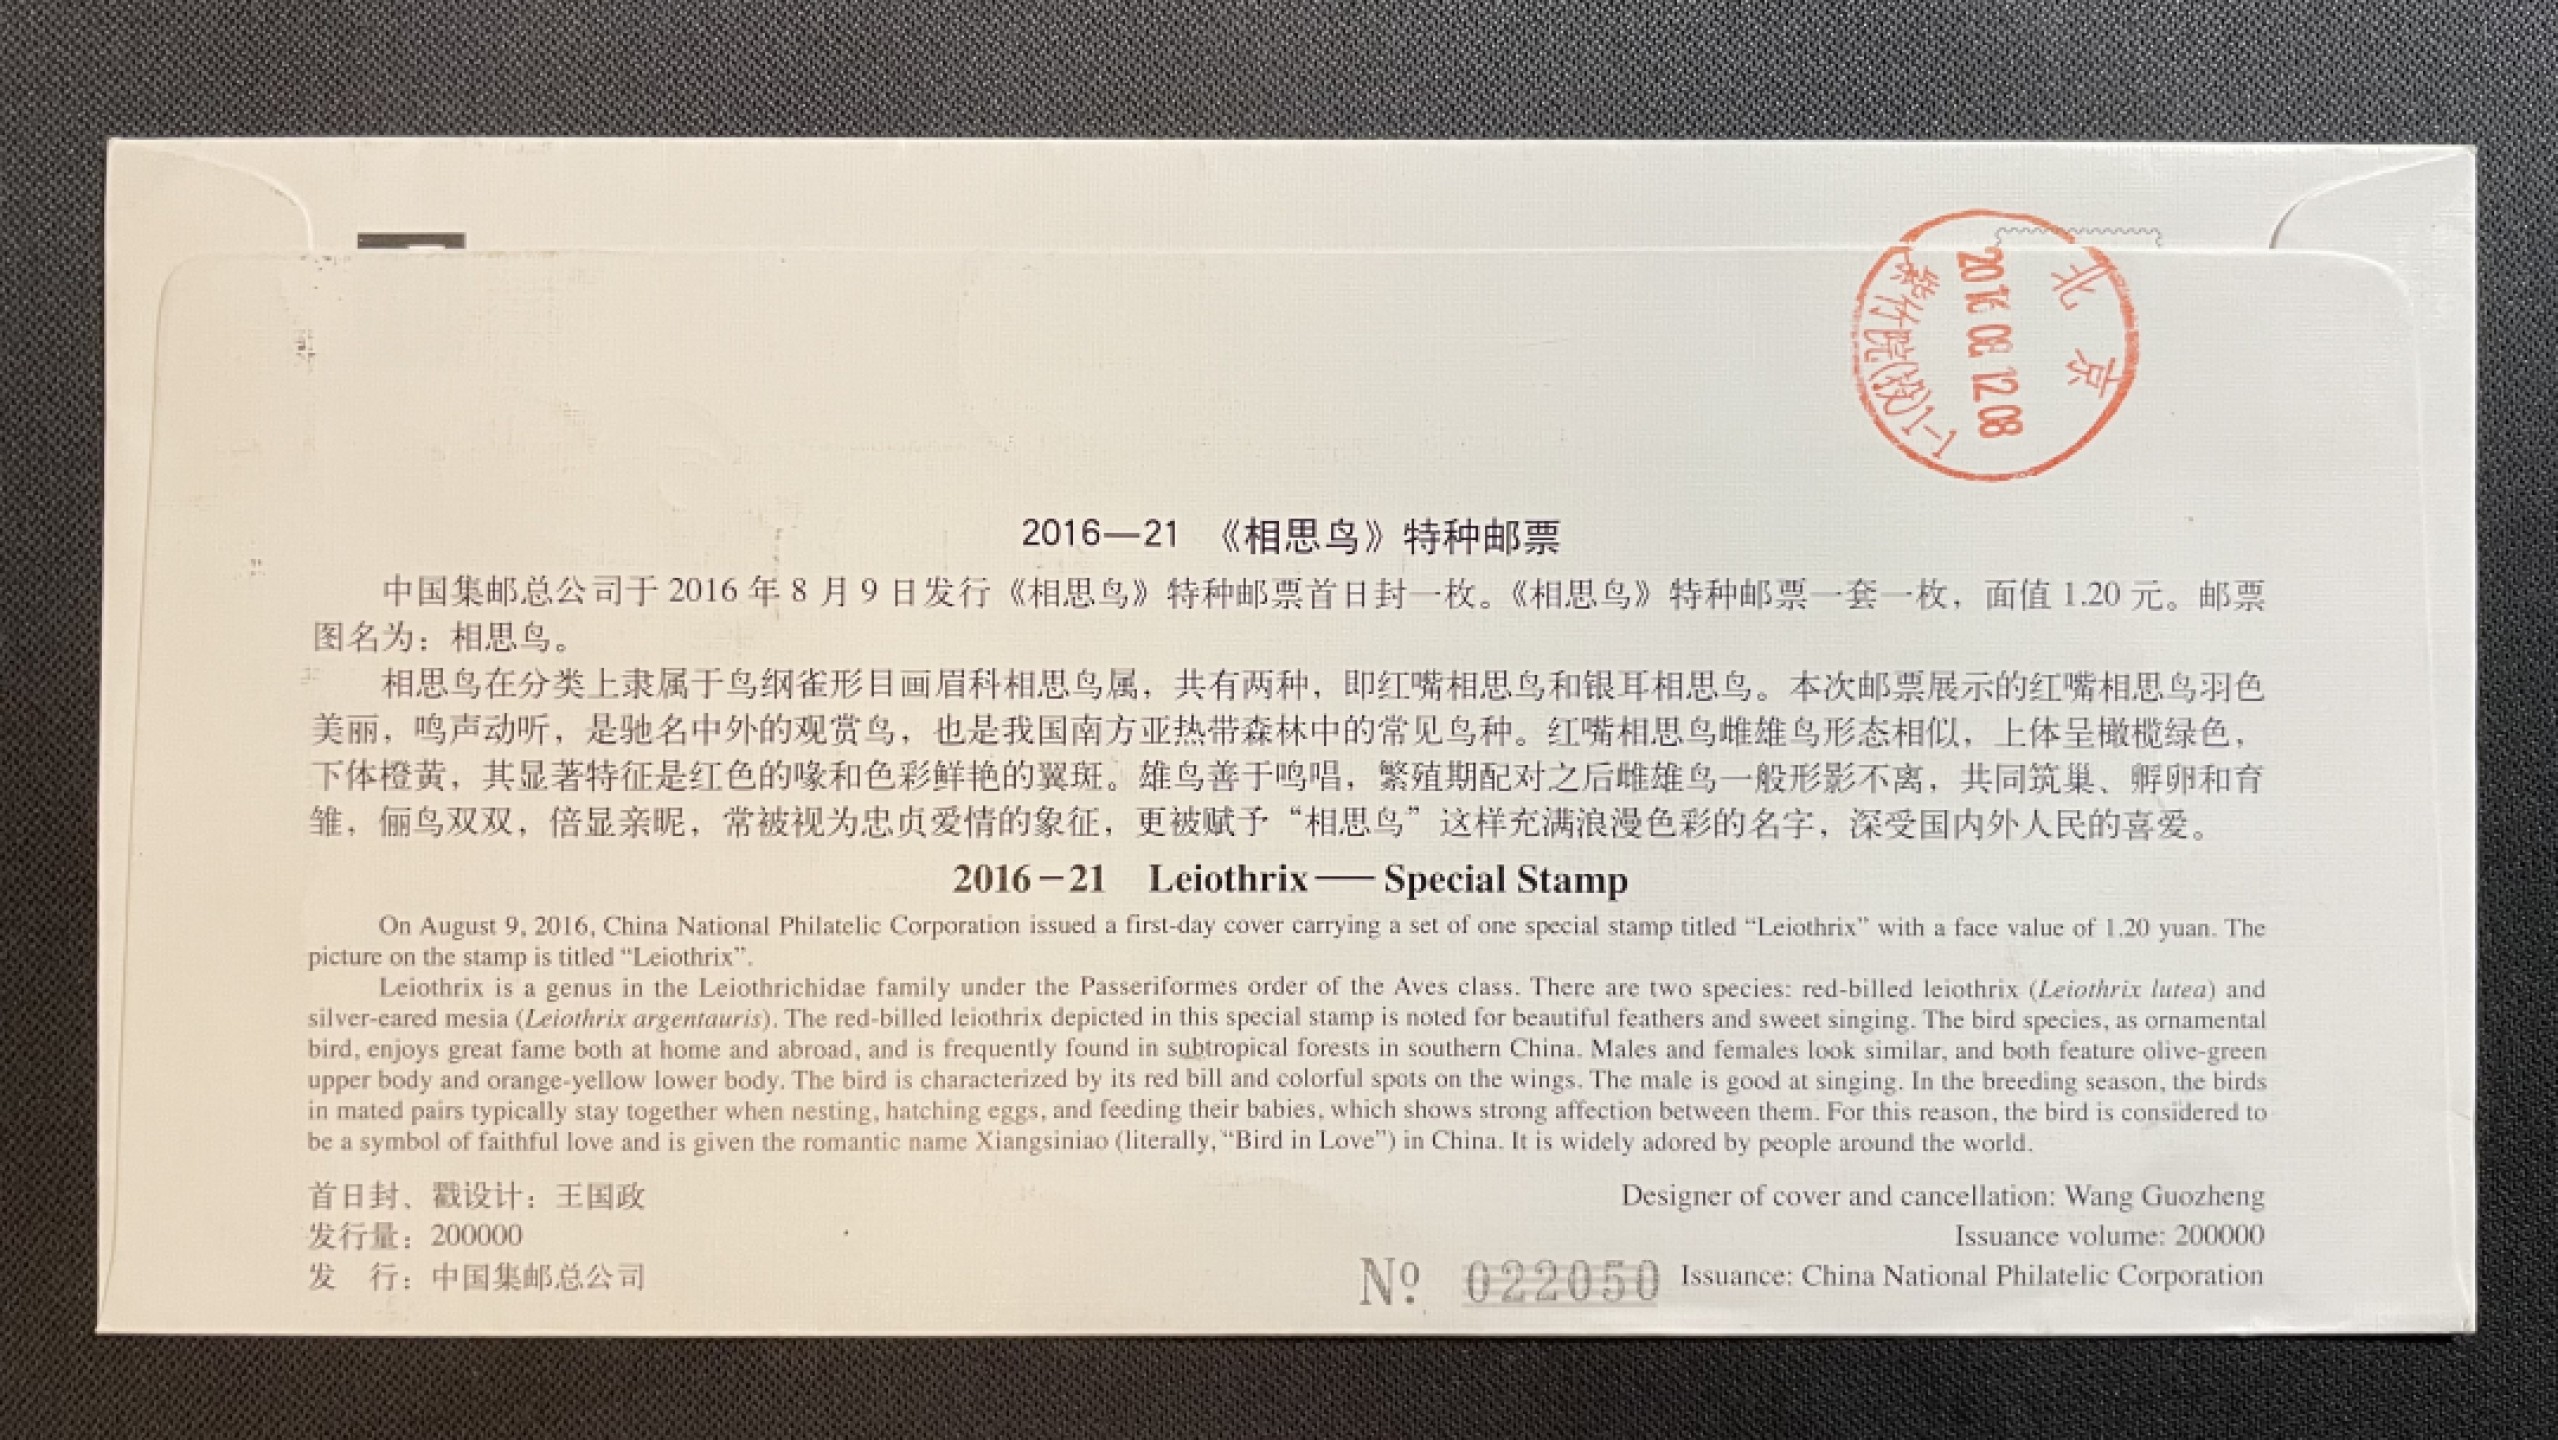 北京
2016 08 12 08
2016—21 《相思鸟》特种邮票
中国集邮总公司于 2016 年 8 月 9 日发行《相思鸟》特种邮票首日封一枚。《相思鸟》特种邮票一套一枚，面值 1.20 元。邮票
图名为：相思鸟。
相思鸟在分类上隶属于鸟纲雀形目画眉科相思鸟属，共有两种，即红嘴相思鸟和银耳相思鸟。本次邮票展示的红嘴相思鸟羽色
美丽，鸣声动听，是驰名中外的观赏鸟，也是我国南方亚热带森林中的常见鸟种。红嘴相思鸟雌雄鸟形态相似，上体呈橄榄绿色，
下体橙黄，其显著特征是红色的喙和色彩鲜艳的翼斑。雄鸟善于鸣唱，繁殖期配对之后雌雄鸟一般形影不离，共同筑巢、孵卵和育
雏，俪鸟双双，倍显亲昵，常被视为忠贞爱情的象征，更被赋予“相思鸟”这样充满浪漫色彩的名字，深受国内外人民的喜爱。
2016－21 Leiothrix——Special Stamp
On August 9, 2016, China National Philatelic Corporation issued a first-day cover carrying a set of one special stamp titled “Leiothrix” with a face value of 1.20 yuan. The
picture on the stamp is titled “Leiothrix”.
Leiothrix is a genus in the Leiothrichidae family under the Passeriformes order of the Aves class. There are two species: red-billed leiothrix (Leiothrix lutea) and
silver-eared mesia (Leiothrix argentauris). The red-billed leiothrix depicted in this special stamp is noted for beautiful feathers and sweet singing. The bird species, as ornamental
bird, enjoys great fame both at home and abroad, and is frequently found in subtropical forests in southern China. Males and females look similar, and both feature olive-green
upper body and orange-yellow lower body. The bird is characterized by its red bill and colorful spots on the wings. The male is good at singing. In the breeding season, the birds
in mated pairs typically stay together when nesting, hatching eggs, and feeding their babies, which shows strong affection between them. For this reason, the bird is considered to
be a symbol of faithful love and is given the romantic name Xiangsiniao (literally, “Bird in Love”) in China. It is widely adored by people around the world.
首日封、戳设计：王国政
发行量：200000
发　行：中国集邮总公司
Designer of cover and cancellation: Wang Guozheng
Issuance volume: 200000
Issuance: China National Philatelic Corporation
№ 022050